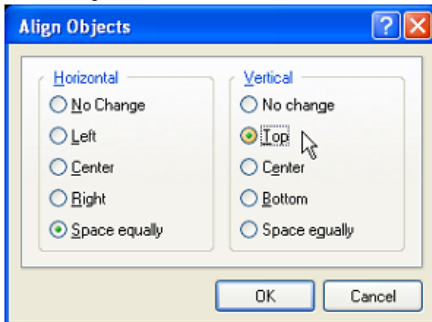 Align Objects
Horizontal
No Change
Left
Center
Right
Space equally
Vertical
No change
Top
Center
Bottom
Space equally
OK
Cancel